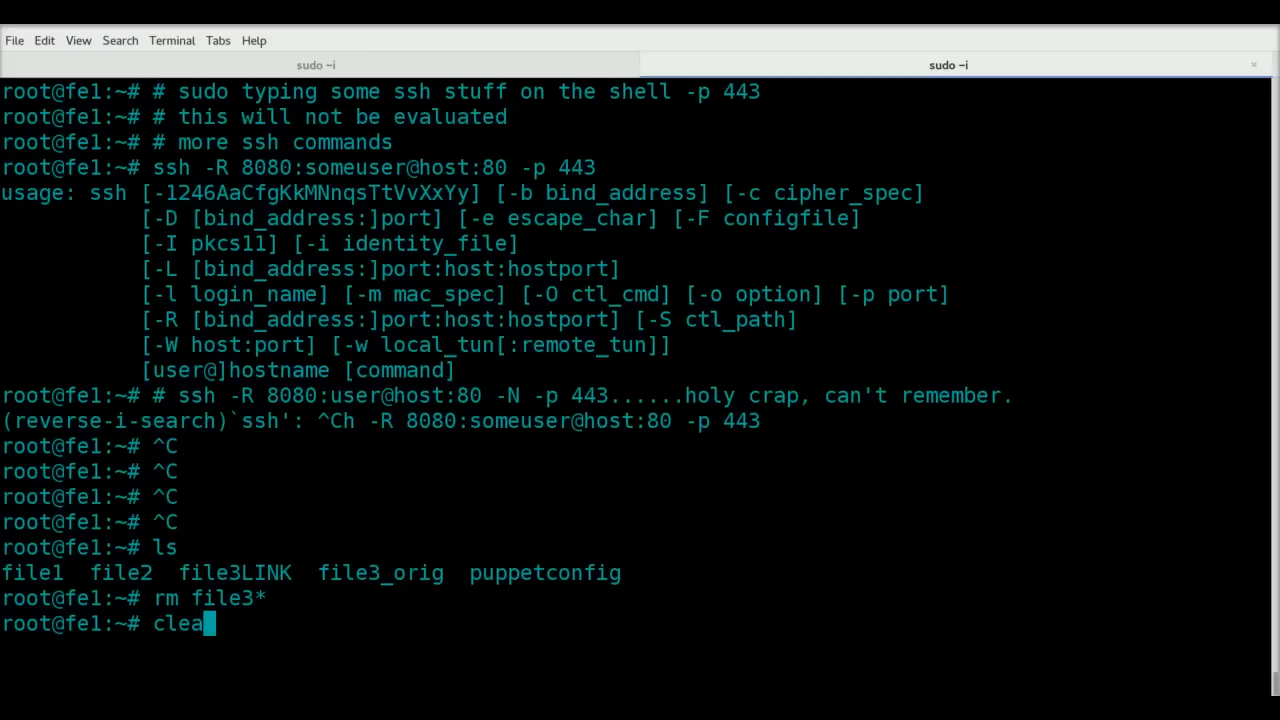 File Edit View Search Terminal Tabs Help
sudo -i sudo -i ×
root@fe1:~# # sudo typing some ssh stuff on the shell -p 443
root@fe1:~# # this will not be evaluated
root@fe1:~# # more ssh commands
root@fe1:~# ssh -R 8080:someuser@host:80 -p 443
usage: ssh [-1246AaCfgKkMNnqsTtVvXxYy] [-b bind_address] [-c cipher_spec]
[-D [bind_address:]port] [-e escape_char] [-F configfile]
[-I pkcs11] [-i identity_file]
[-L [bind_address:]port:host:hostport]
[-l login_name] [-m mac_spec] [-O ctl_cmd] [-o option] [-p port]
[-R [bind_address:]port:host:hostport] [-S ctl_path]
[-W host:port] [-w local_tun[:remote_tun]]
[user@]hostname [command]
root@fe1:~# # ssh -R 8080:user@host:80 -N -p 443......holy crap, can't remember.
(reverse-i-search)`ssh': ^Ch -R 8080:someuser@host:80 -p 443
root@fe1:~# ^C
root@fe1:~# ^C
root@fe1:~# ^C
root@fe1:~# ^C
root@fe1:~# ls
file1 file2 file3LINK file3_orig puppetconfig
root@fe1:~# rm file3*
root@fe1:~# clea